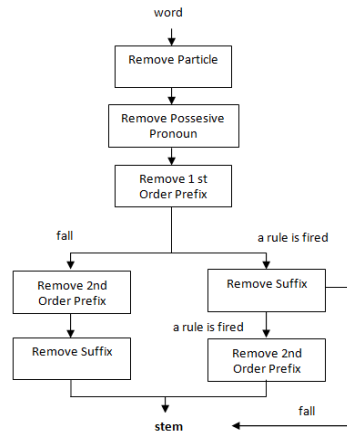 word
Remove Particle
Remove Possesive
Pronoun
Remove 1 st
Order Prefix
fall
a rule is fired
Remove 2nd
Order Prefix
Remove Suffix
a rule is fired
Remove Suffix
Remove 2nd
Order Prefix
fall
stem